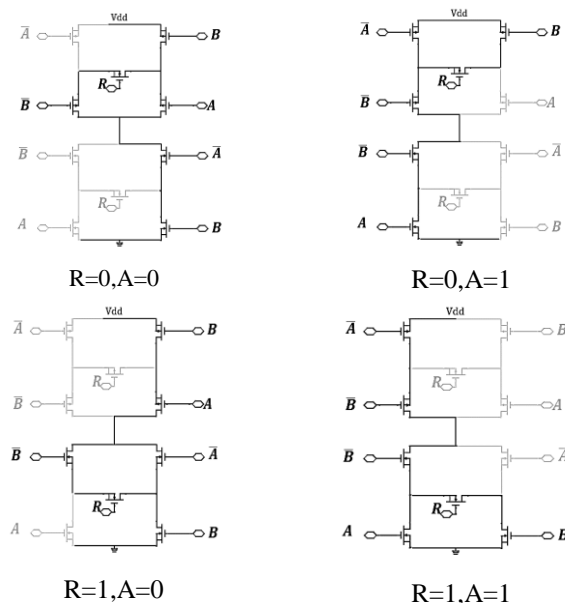 Vdd
A̅ B
R
B̅ A
B̅ A̅
R
A B
R=0,A=0
Vdd
A̅ B
R
B̅ A
B̅ A̅
R
A B
R=0,A=1
Vdd
A̅ B
R
B̅ A
B̅ A̅
R
A B
R=1,A=0
Vdd
A̅ B
R
B̅ A
B̅ A̅
R
A B
R=1,A=1